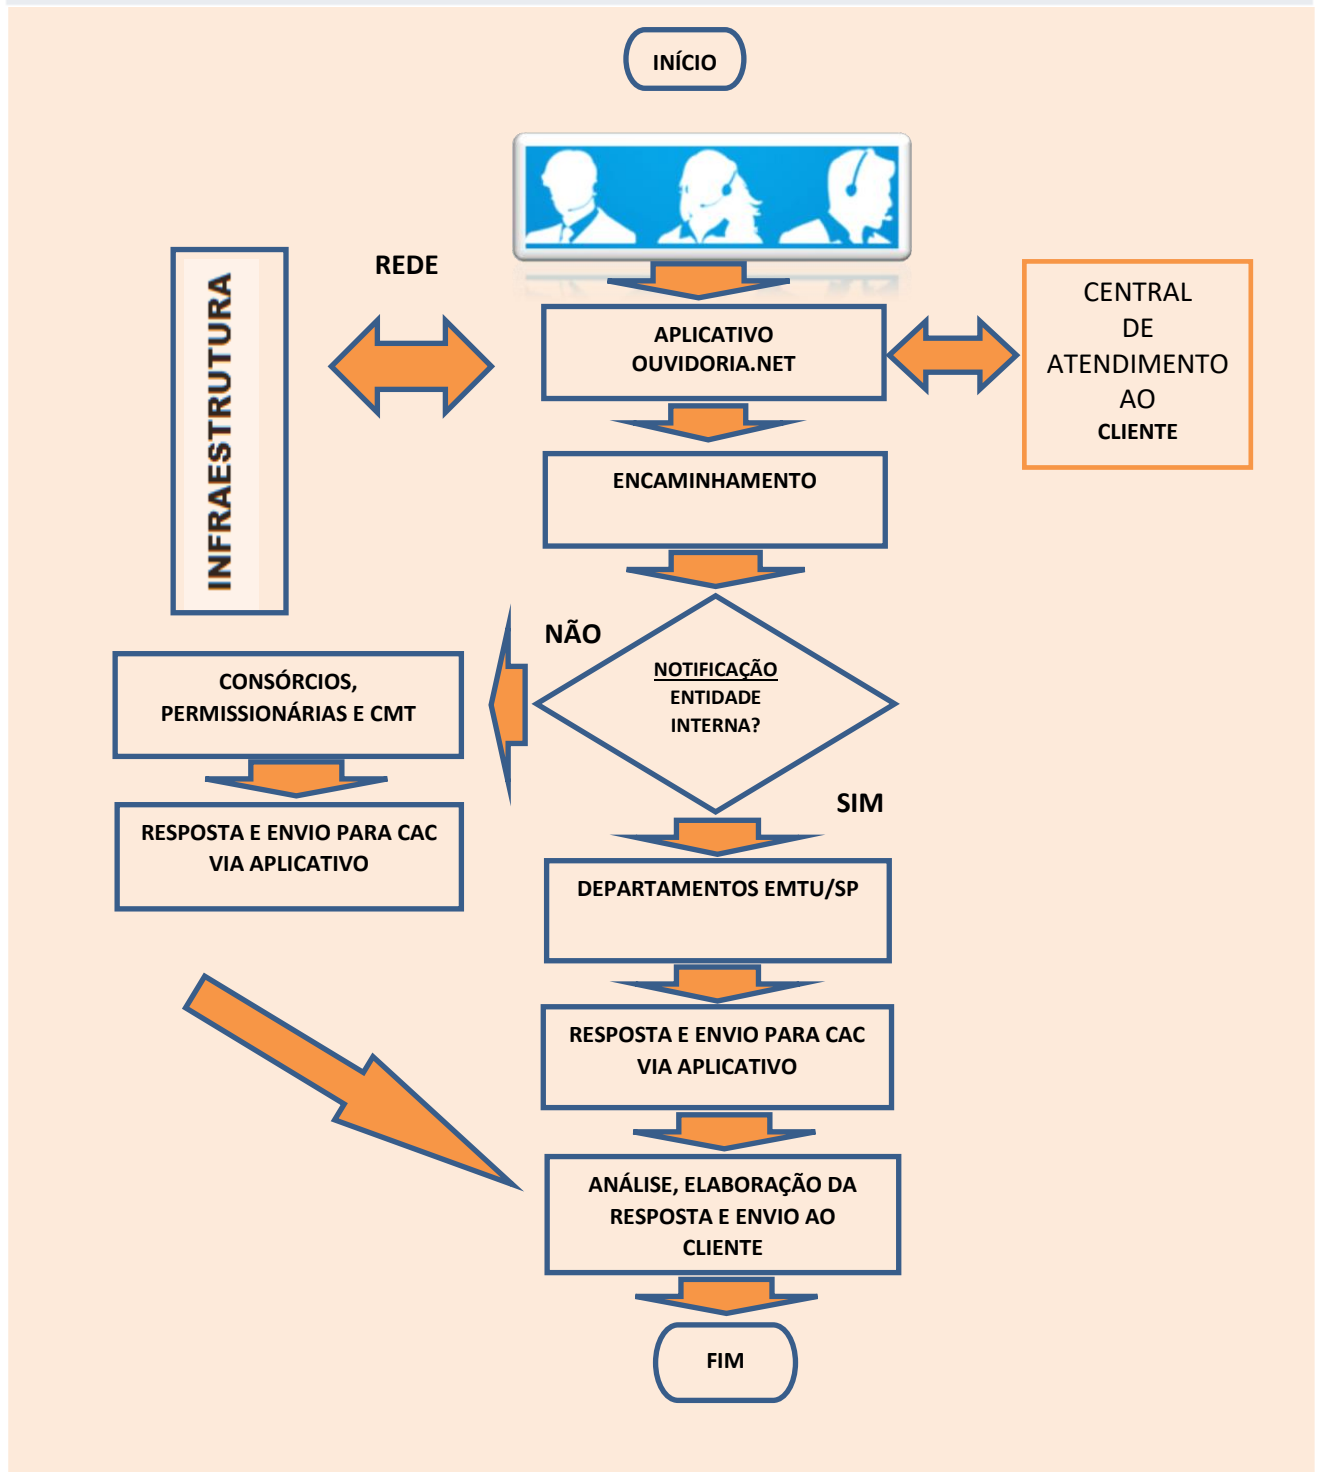 INÍCIO
REDE
INFRAESTRUTURA
APLICATIVO
OUVIDORIA.NET
CENTRAL
DE
ATENDIMENTO
AO
CLIENTE
ENCAMINHAMENTO
NÃO
NOTIFICAÇÃO
ENTIDADE
INTERNA?
CONSÓRCIOS,
PERMISSIONÁRIAS E CMT
SIM
RESPOSTA E ENVIO PARA CAC
VIA APLICATIVO
DEPARTAMENTOS EMTU/SP
RESPOSTA E ENVIO PARA CAC
VIA APLICATIVO
ANÁLISE, ELABORAÇÃO DA
RESPOSTA E ENVIO AO
CLIENTE
FIM